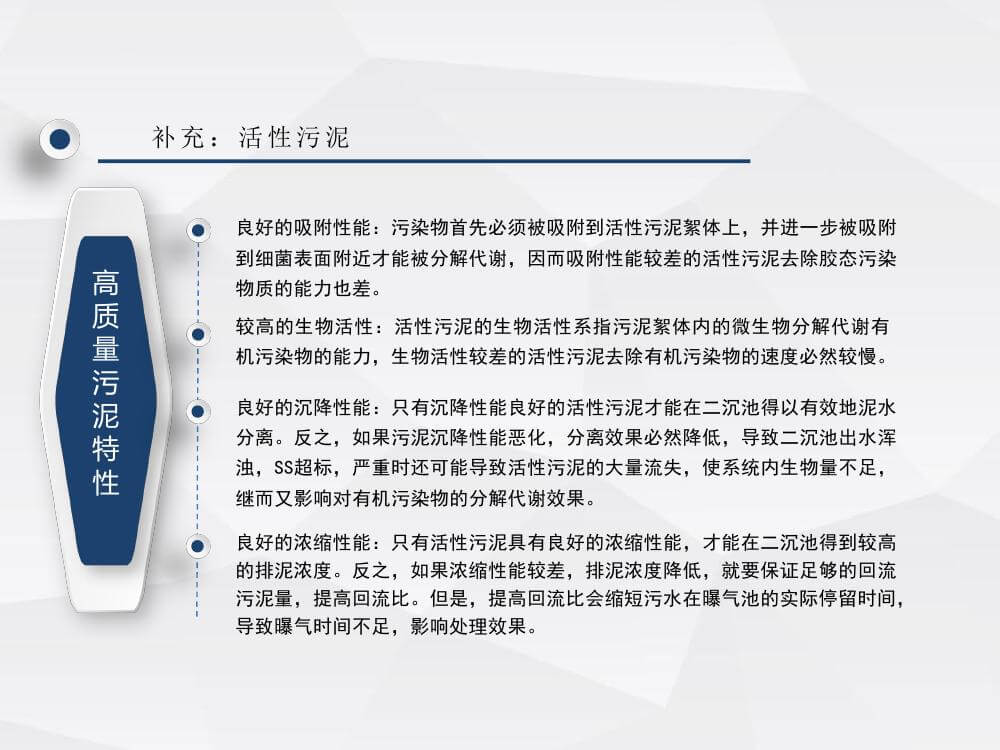 补充：活性污泥
高质量污泥特性
良好的吸附性能：污染物首先必须被吸附到活性污泥絮体上，并进一步被吸附
到细菌表面附近才能被分解代谢，因而吸附性能较差的活性污泥去除胶态污染
物质的能力也差。
较高的生物活性：活性污泥的生物活性系指污泥絮体内的微生物分解代谢有
机污染物的能力，生物活性较差的活性污泥去除有机污染物的速度必然较慢。
良好的沉降性能：只有沉降性能良好的活性污泥才能在二沉池得以有效地泥水
分离。反之，如果污泥沉降性能恶化，分离效果必然降低，导致二沉池出水浑
浊，SS超标，严重时还可能导致活性污泥的大量流失，使系统内生物量不足，
继而又影响对有机污染物的分解代谢效果。
良好的浓缩性能：只有活性污泥具有良好的浓缩性能，才能在二沉池得到较高
的排泥浓度。反之，如果浓缩性能较差，排泥浓度降低，就要保证足够的回流
污泥量，提高回流比。但是，提高回流比会缩短污水在曝气池的实际停留时间，
导致曝气时间不足，影响处理效果。